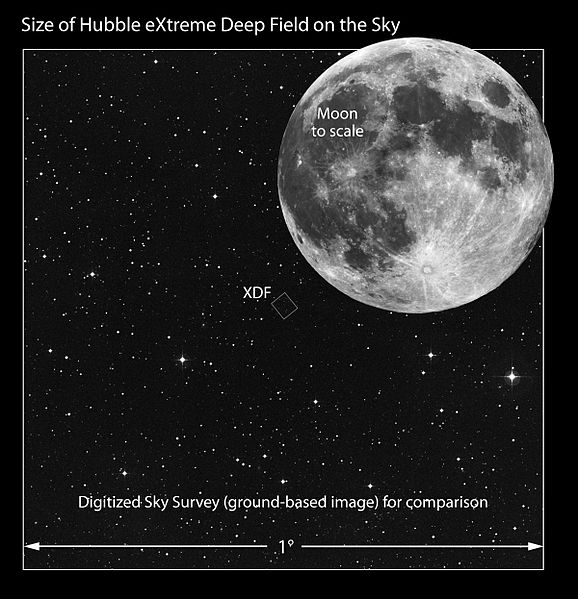 Size of Hubble eXtreme Deep Field on the Sky
Moon
to scale
XDF
Digitized Sky Survey (ground-based image) for comparison
1°